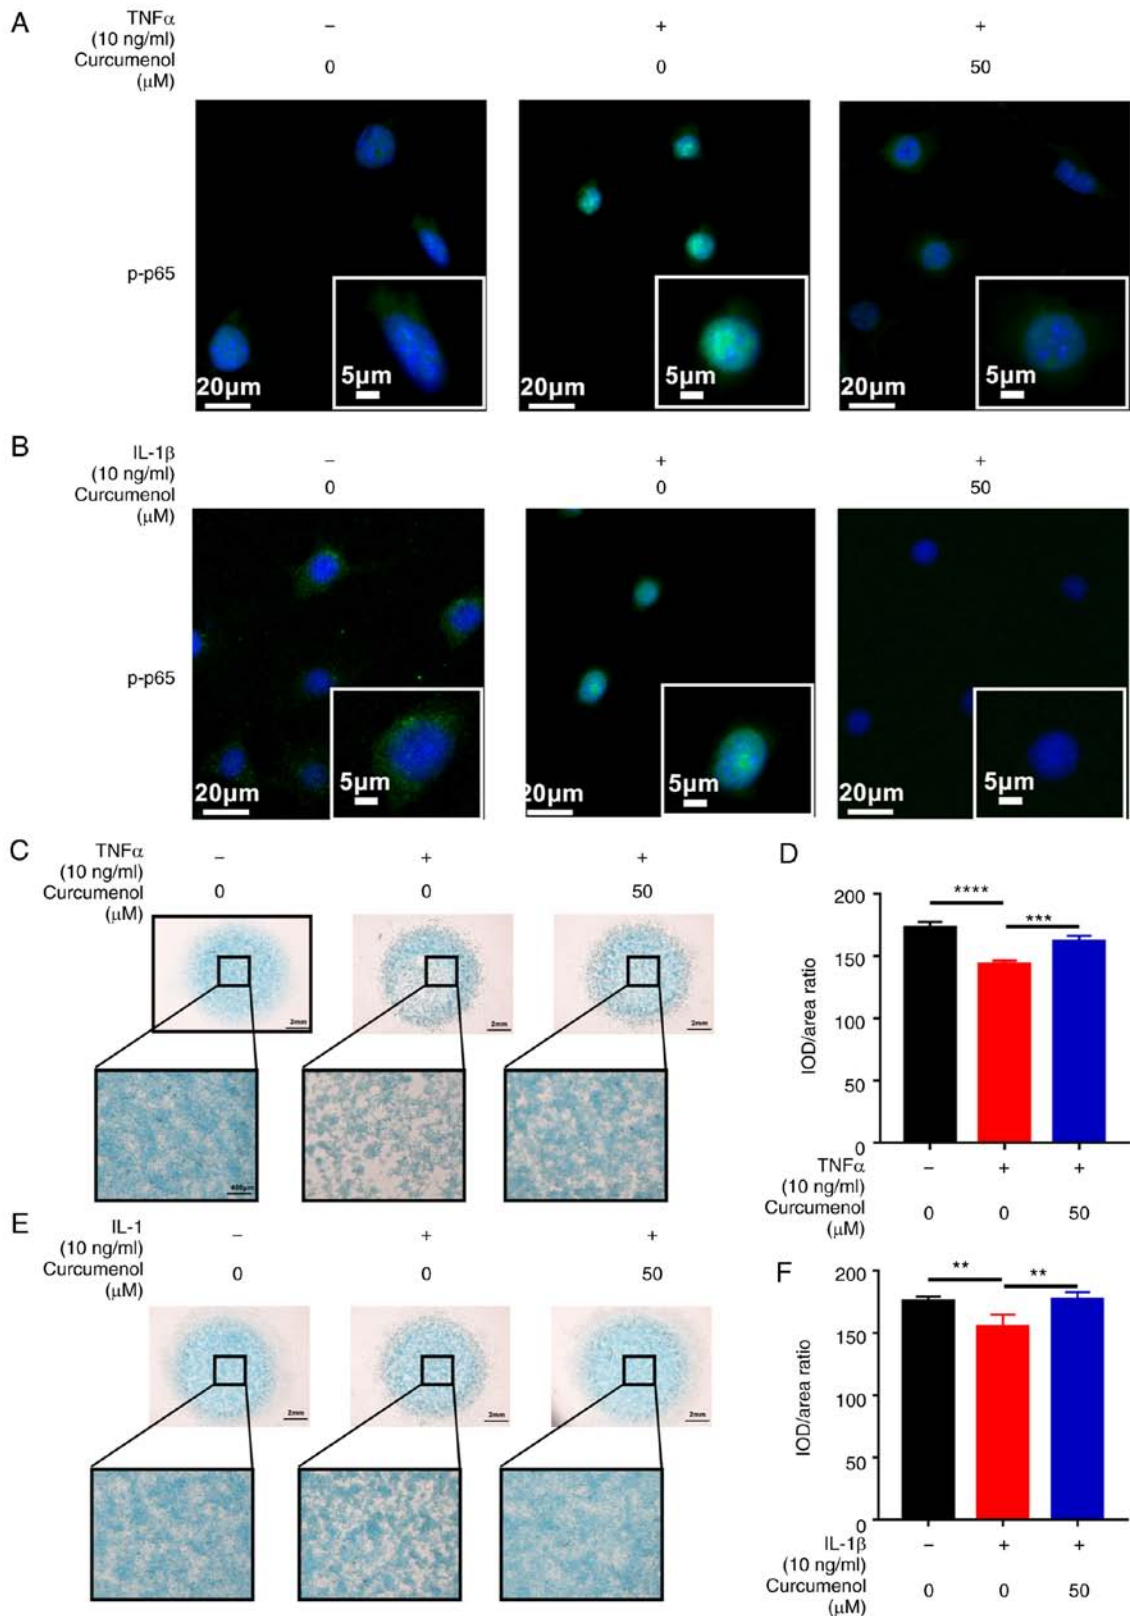 A
TNFα − + +
(10 ng/ml)
Curcumenol 0 0 50
(μM)
p-p65
20μm 5μm 20μm 5μm 20μm 5μm
B
IL-1β − + +
(10 ng/ml)
Curcumenol 0 0 50
(μM)
p-p65
20μm 5μm 20μm 5μm 20μm 5μm
C
TNFα − + +
(10 ng/ml)
Curcumenol 0 0 50
(μM)
2mm 2mm 2mm
400μm
D
200
150
100
50
0
IOD/area ratio
**** ***
TNFα − + +
(10 ng/ml)
Curcumenol 0 0 50
(μM)
E
IL-1 − + +
(10 ng/ml)
Curcumenol 0 0 50
(μM)
2mm 2mm 2mm
F
200
150
100
50
0
IOD/area ratio
** **
IL-1β − + +
(10 ng/ml)
Curcumenol 0 0 50
(μM)